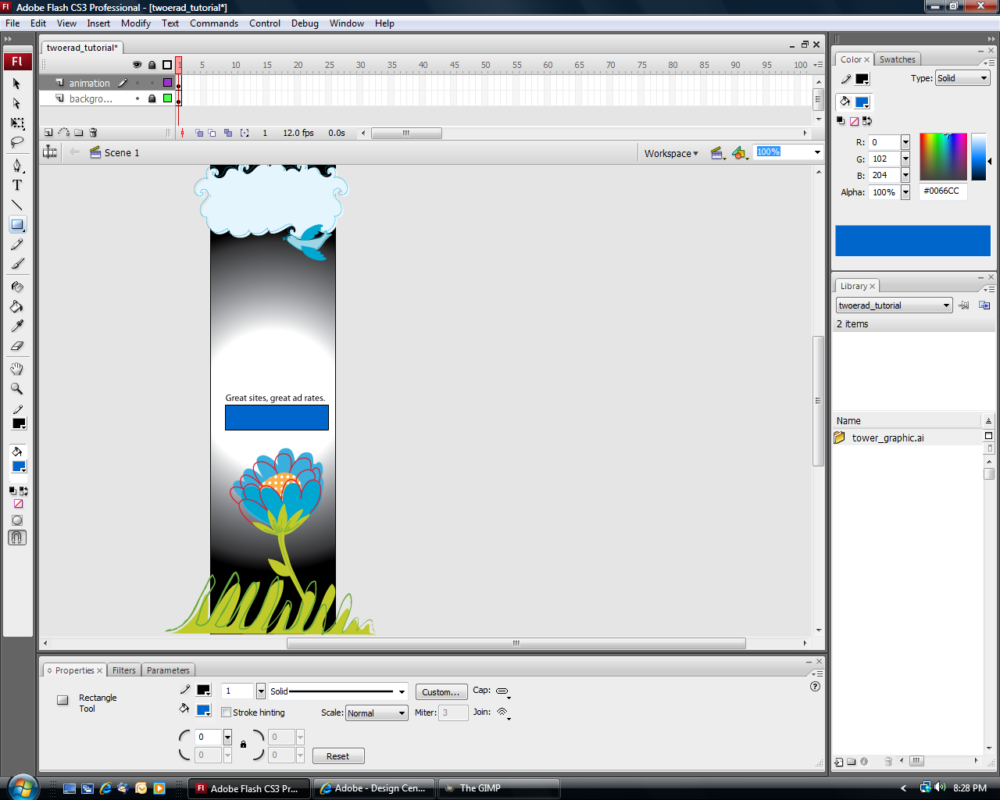 Adobe Flash CS3 Professional - [twoerad_tutorial*]
File Edit View Insert Modify Text Commands Control Debug Window Help
twoerad_tutorial*
1 5 10 15 20 25 30 35 40 45 50 55 60 65 70 75 80 85 90 95 100
animation
backgro...
1 12.0 fps 0.0s
Scene 1
Workspace
100%
Fl
T
Great sites, great ad rates.
Color Swatches
Type: Solid
R: 0
G: 102
B: 204
Alpha: 100% #0066CC
Library
twoerad_tutorial
2 items
Name
tower_graphic.ai
Properties Filters Parameters
Rectangle
Tool
1 Solid Custom... Cap:
Stroke hinting Scale: Normal Miter: 3 Join:
0 0
0 0 Reset
Adobe Flash CS3 Pr... Adobe - Design Cen... The GIMP
8:28 PM